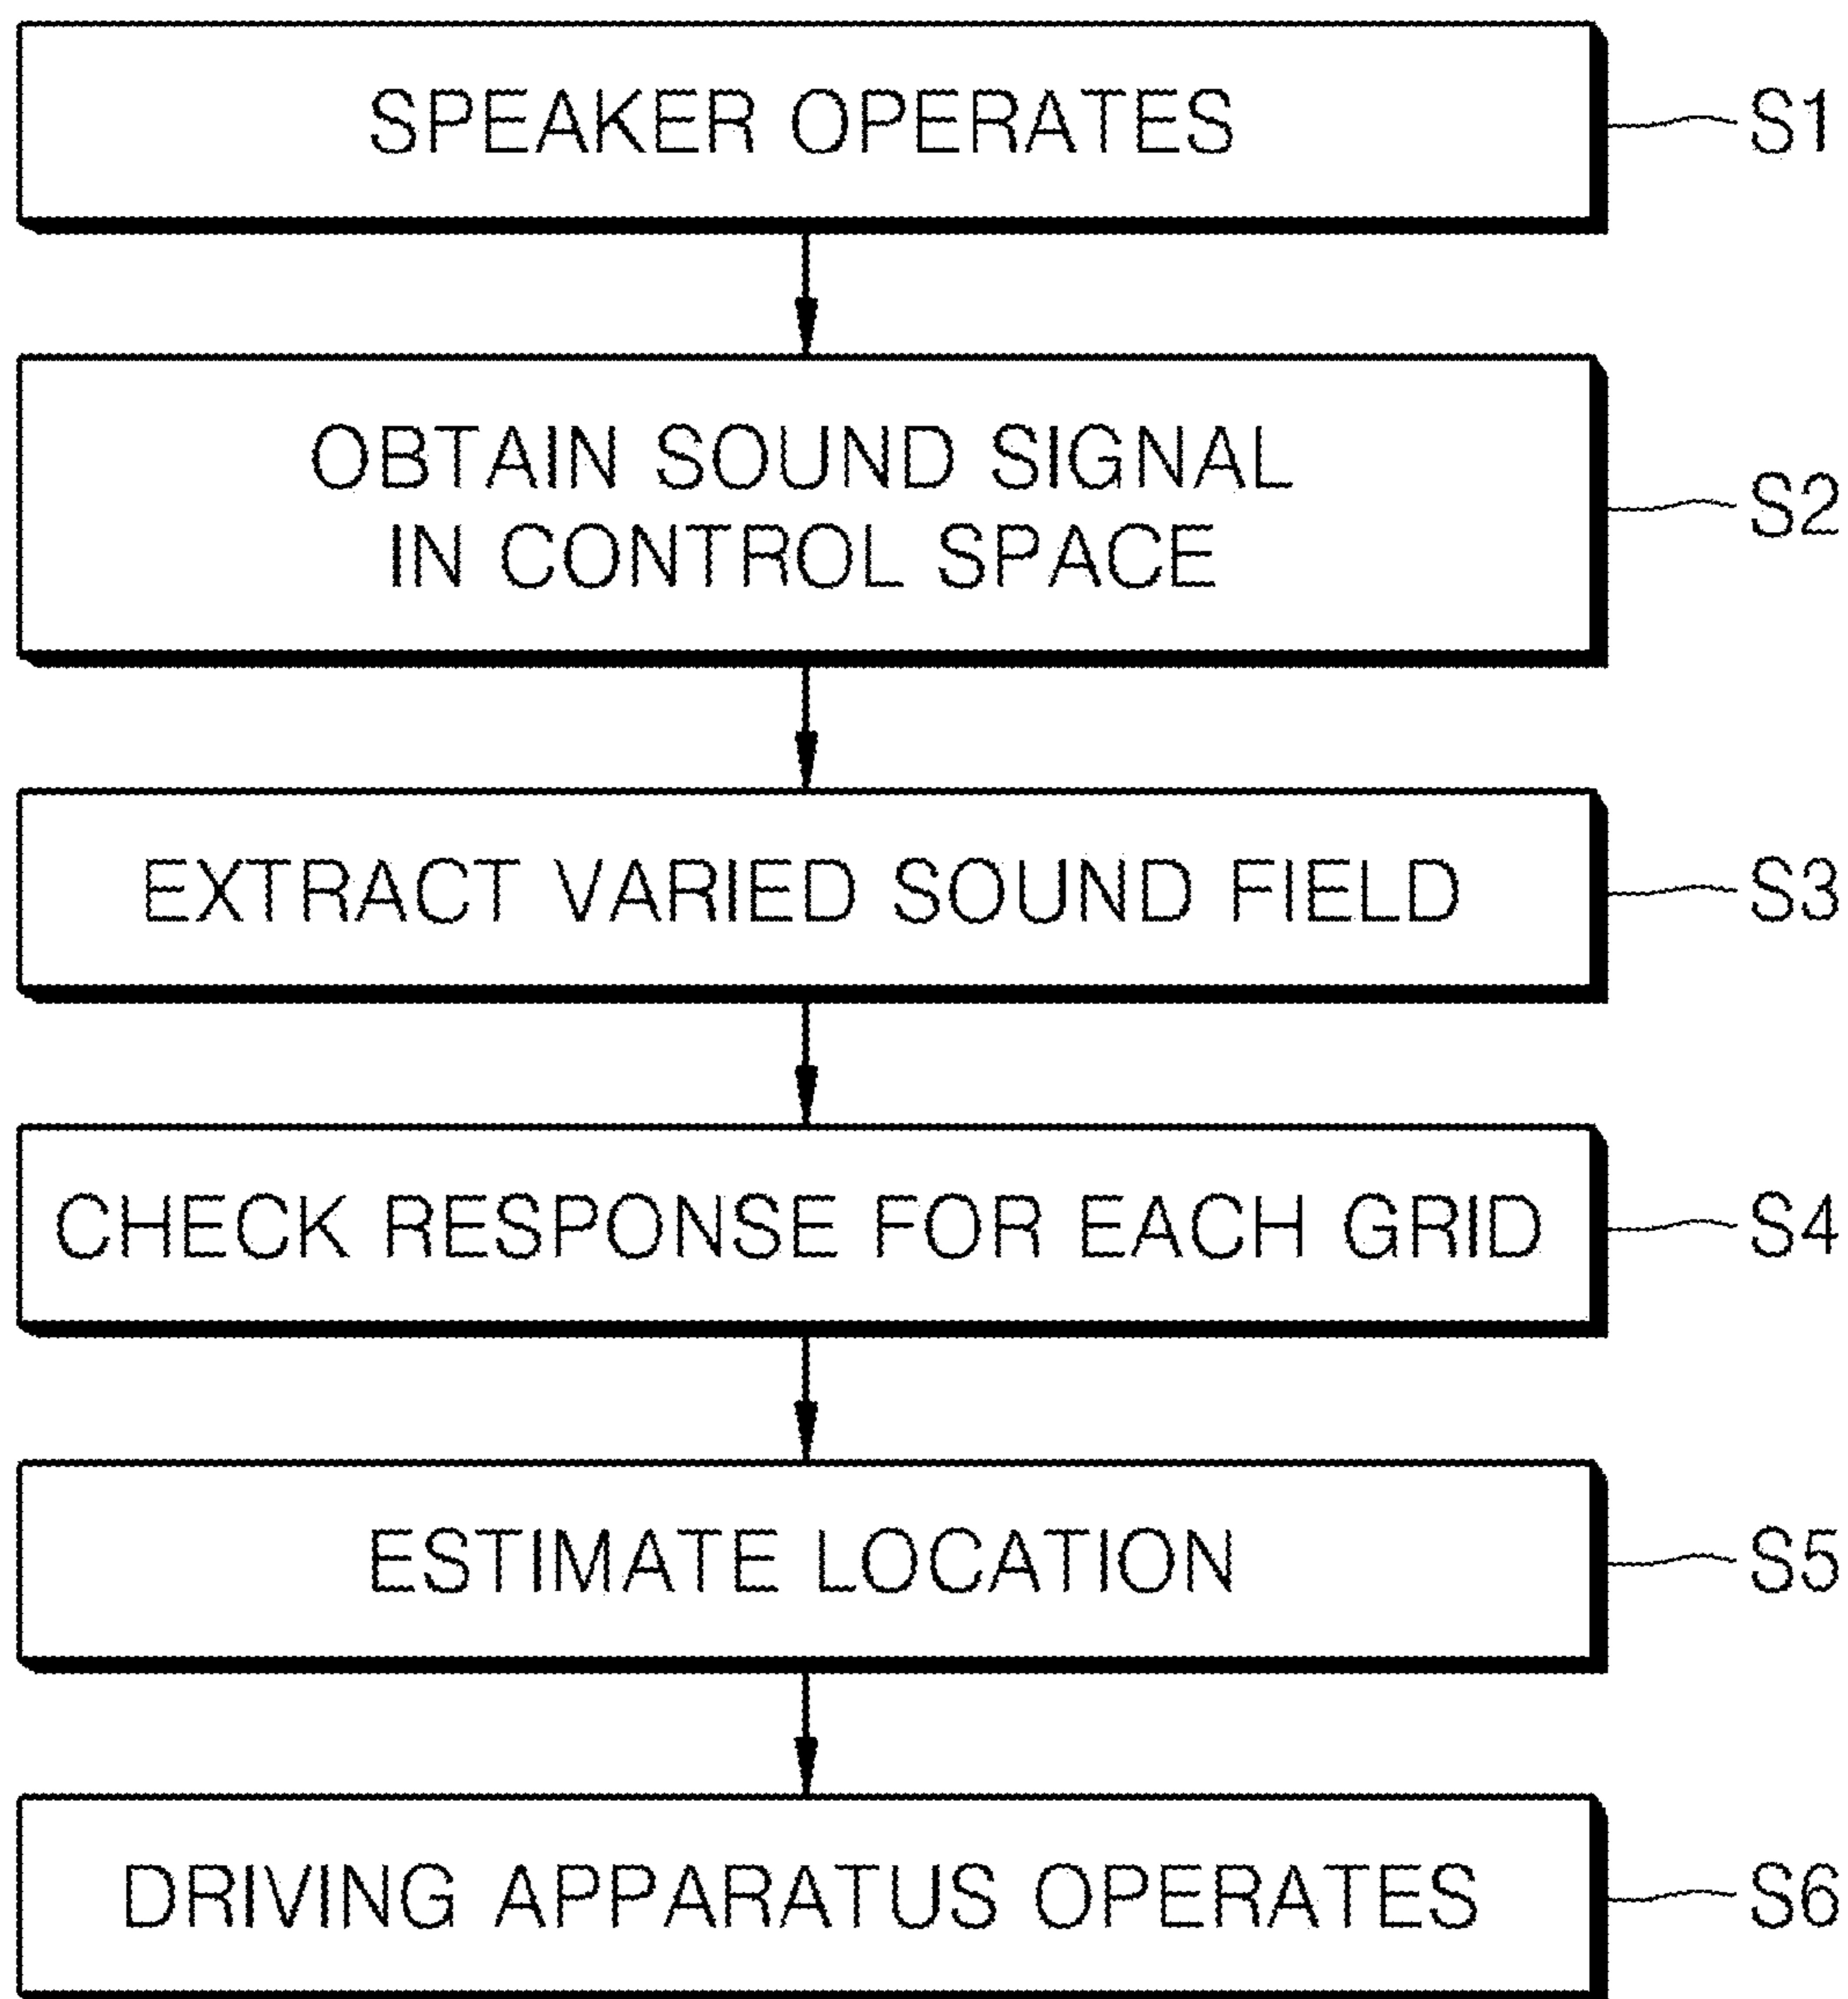 SPEAKER OPERATES
S1
OBTAIN SOUND SIGNAL
IN CONTROL SPACE
S2
EXTRACT VARIED SOUND FIELD
S3
CHECK RESPONSE FOR EACH GRID
S4
ESTIMATE LOCATION
S5
DRIVING APPARATUS OPERATES
S6